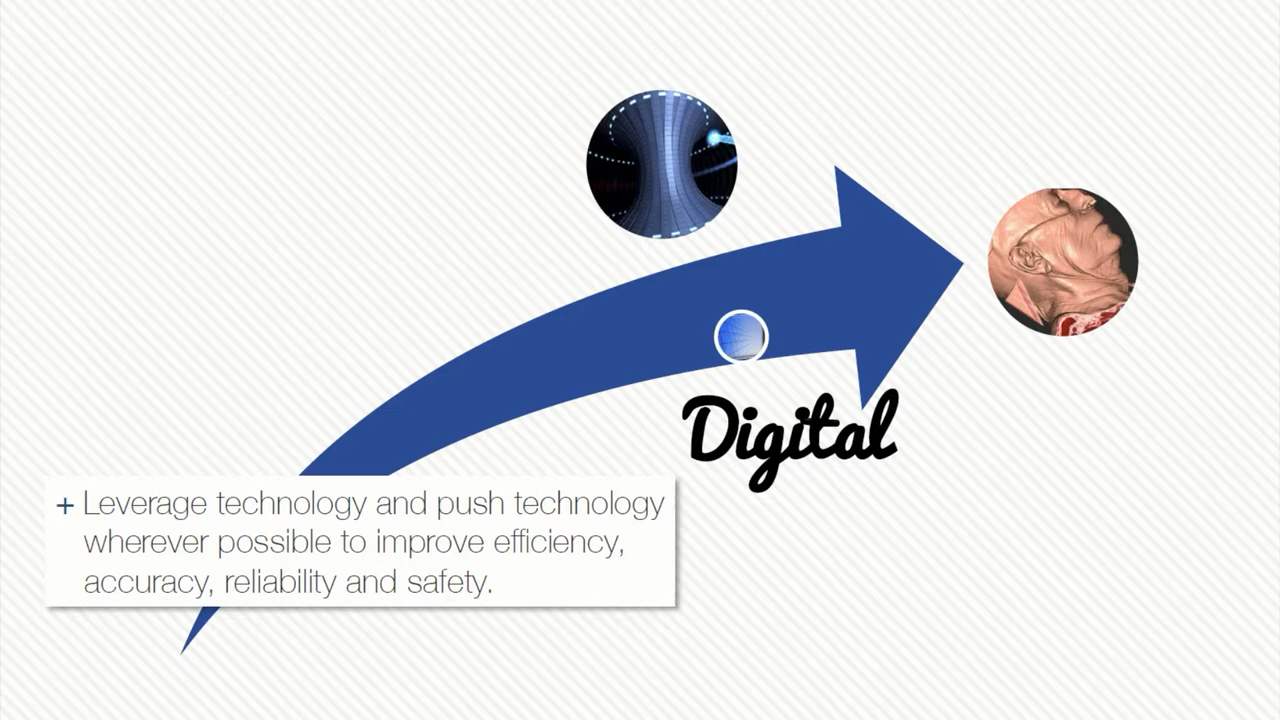 Digital
+ Leverage technology and push technology
wherever possible to improve efficiency,
accuracy, reliability and safety.